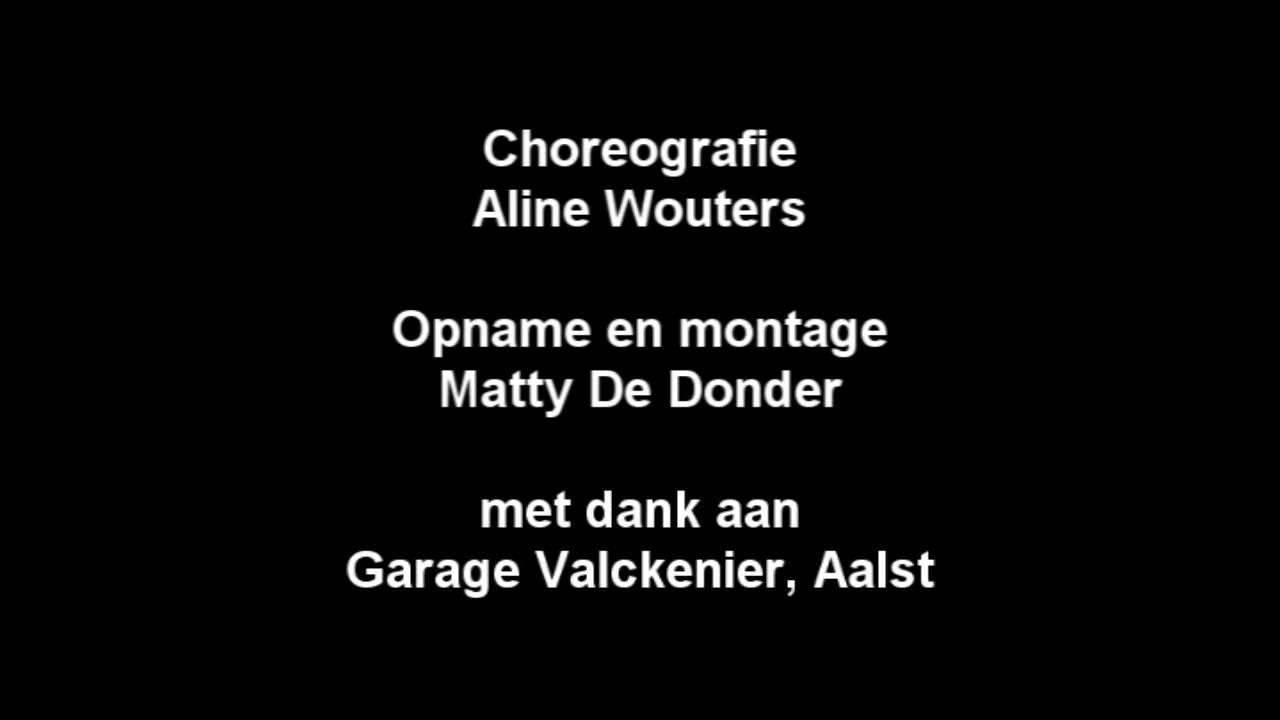 Choreografie
Aline Wouters
Opname en montage
Matty De Donder
met dank aan
Garage Valckenier, Aalst